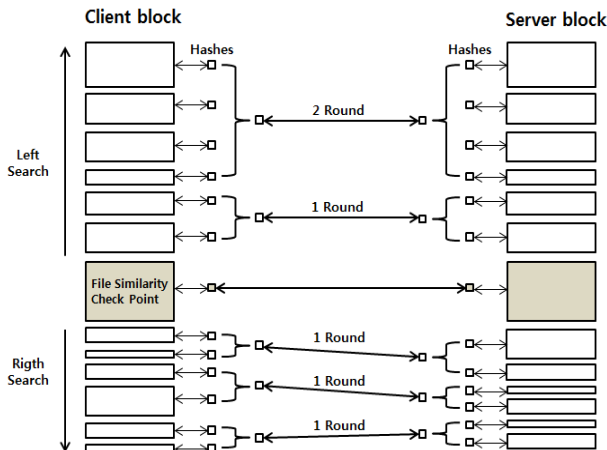 Client block
Server block
Hashes
Hashes
2 Round
Left
Search
1 Round
File Similarity
Check Point
1 Round
Rigth
Search
1 Round
1 Round